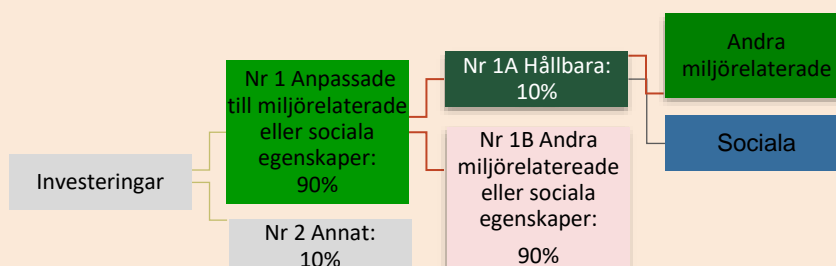 Investeringar
Nr 1 Anpassade
till miljörelaterade
eller sociala
egenskaper:
90%
Nr 2 Annat:
10%
Nr 1A Hållbara:
10%
Nr 1B Andra
miljörelatereade
eller sociala
egenskaper:
90%
Andra
miljörelaterade
Sociala